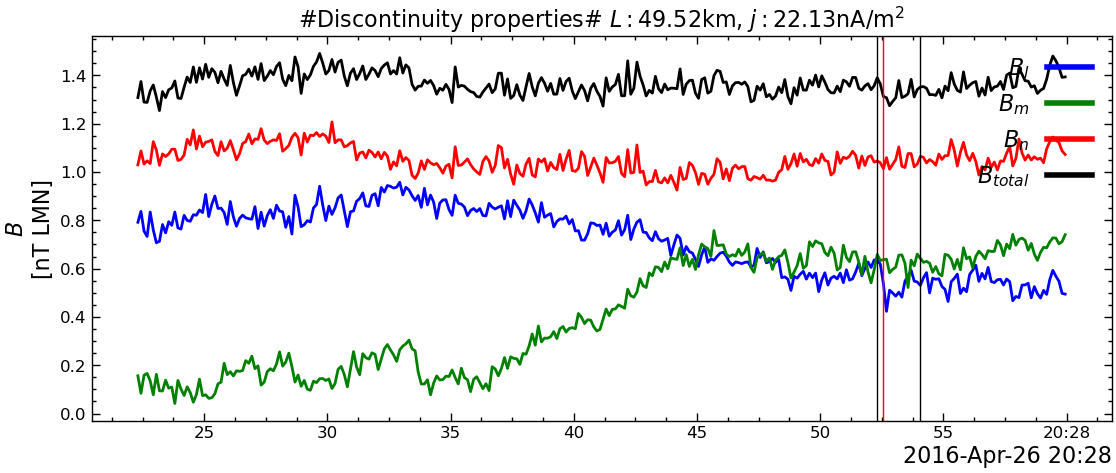 #Discontinuity properties# L : 49.52km, j : 22.13nA/m²
B
[nT LMN]
1.4
1.2
1.0
0.8
0.6
0.4
0.2
0.0
B_l
B_m
B_n
B_total
25 30 35 40 45 50 55 20:28
2016-Apr-26 20:28